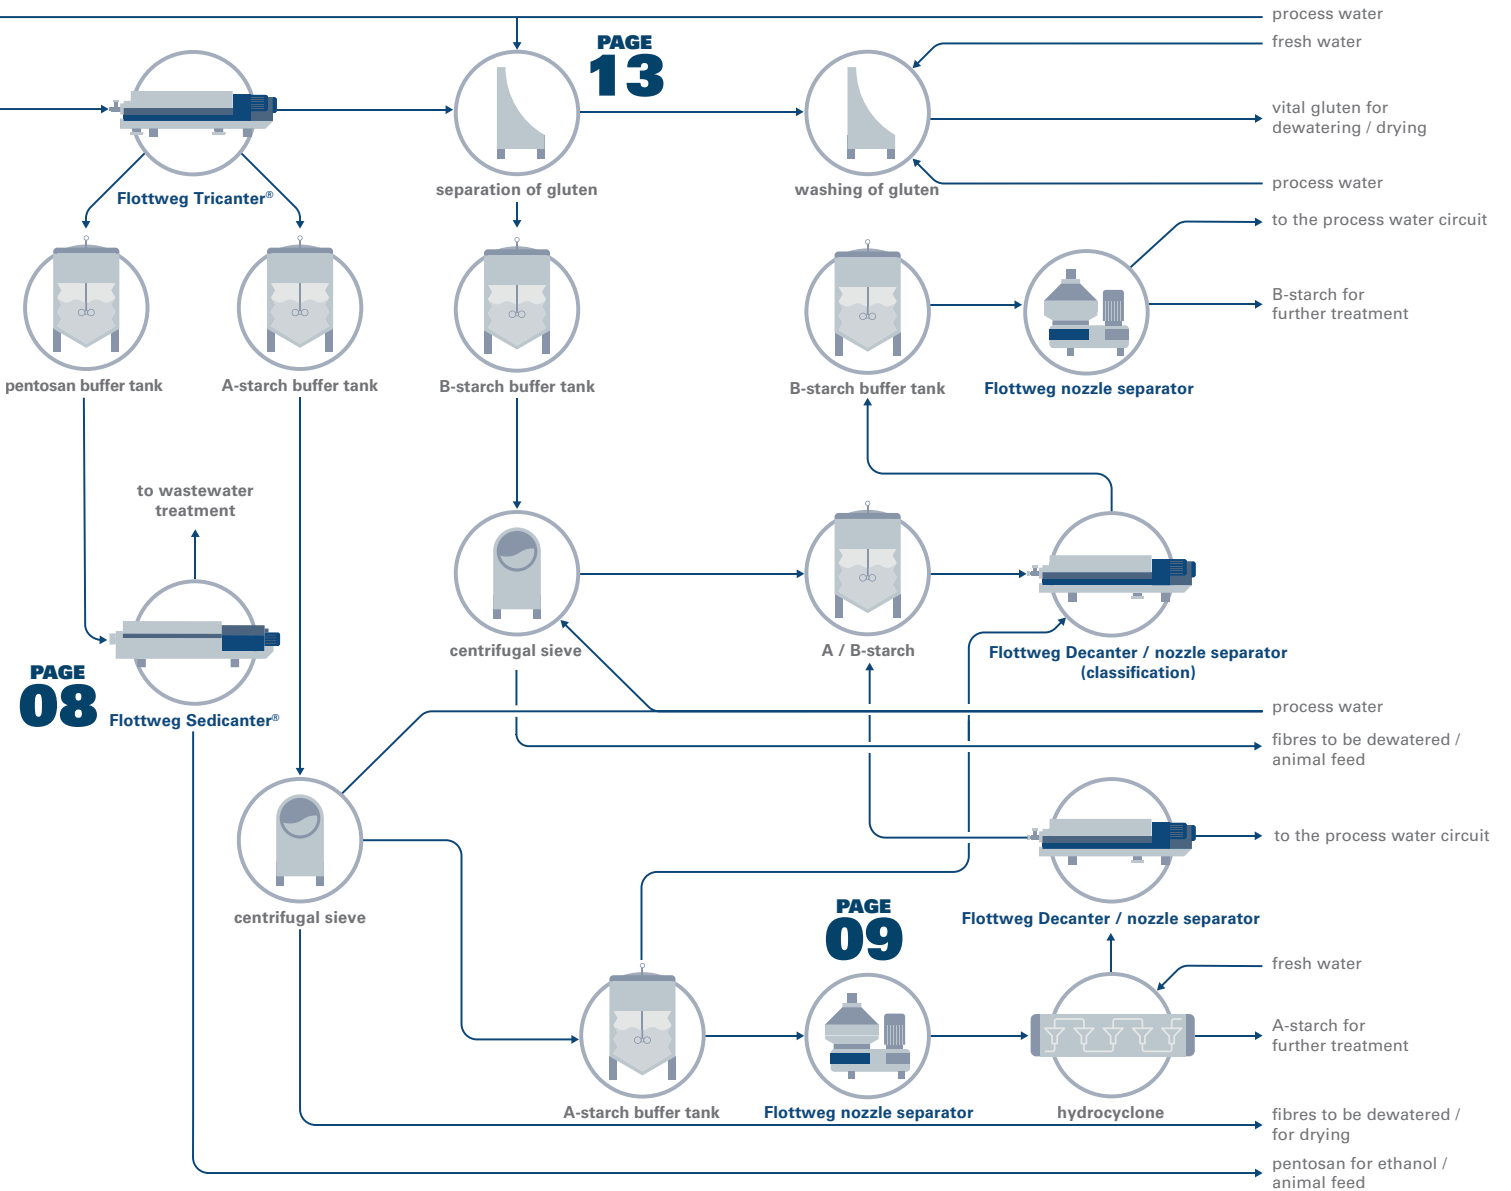 process water
fresh water
PAGE
13
vital gluten for
dewatering / drying
process water
separation of gluten
washing of gluten
Flottweg Tricanter®
to the process water circuit
B-starch for
further treatment
pentosan buffer tank
A-starch buffer tank
B-starch buffer tank
B-starch buffer tank
Flottweg nozzle separator
to wastewater
treatment
centrifugal sieve
A / B-starch
Flottweg Decanter / nozzle separator
(classification)
PAGE
08
Flottweg Sedicanter®
process water
fibres to be dewatered /
animal feed
to the process water circuit
centrifugal sieve
PAGE
09
Flottweg Decanter / nozzle separator
fresh water
A-starch for
further treatment
A-starch buffer tank
Flottweg nozzle separator
hydrocyclone
fibres to be dewatered /
for drying
pentosan for ethanol /
animal feed